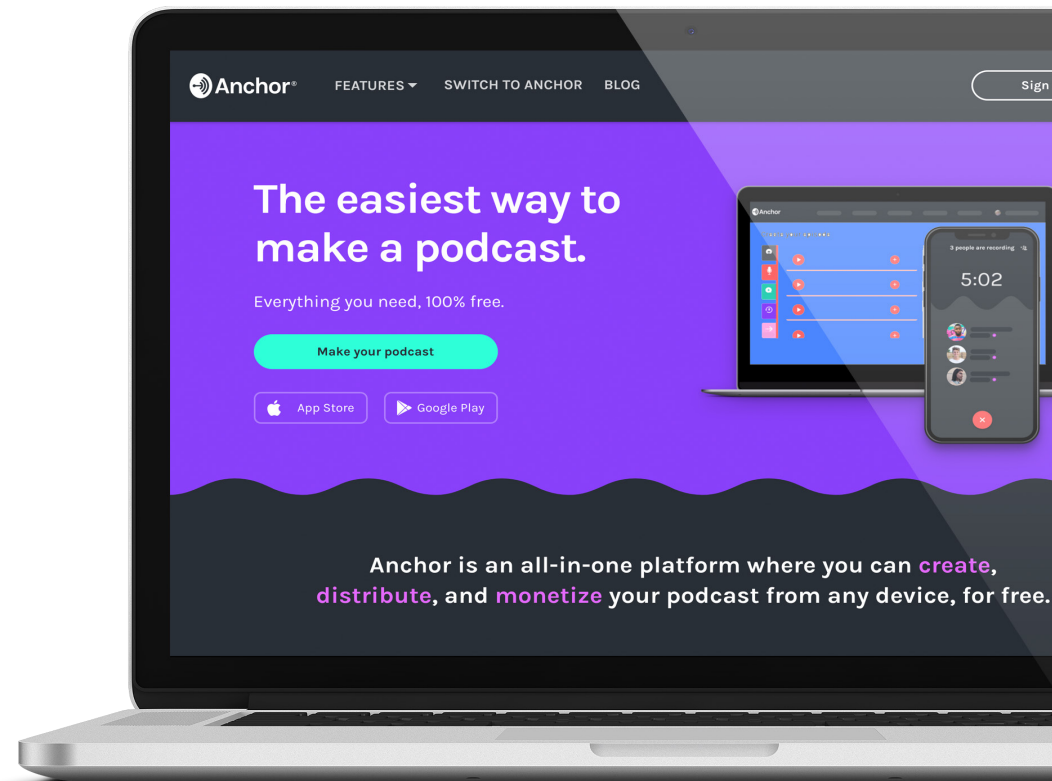 Anchor®
FEATURES
SWITCH TO ANCHOR
BLOG
Sign
The easiest way to
make a podcast.
Everything you need, 100% free.
Make your podcast
App Store
Google Play
Anchor
3 people are recording
5:02
Anchor is an all-in-one platform where you can create,
distribute, and monetize your podcast from any device, for free.